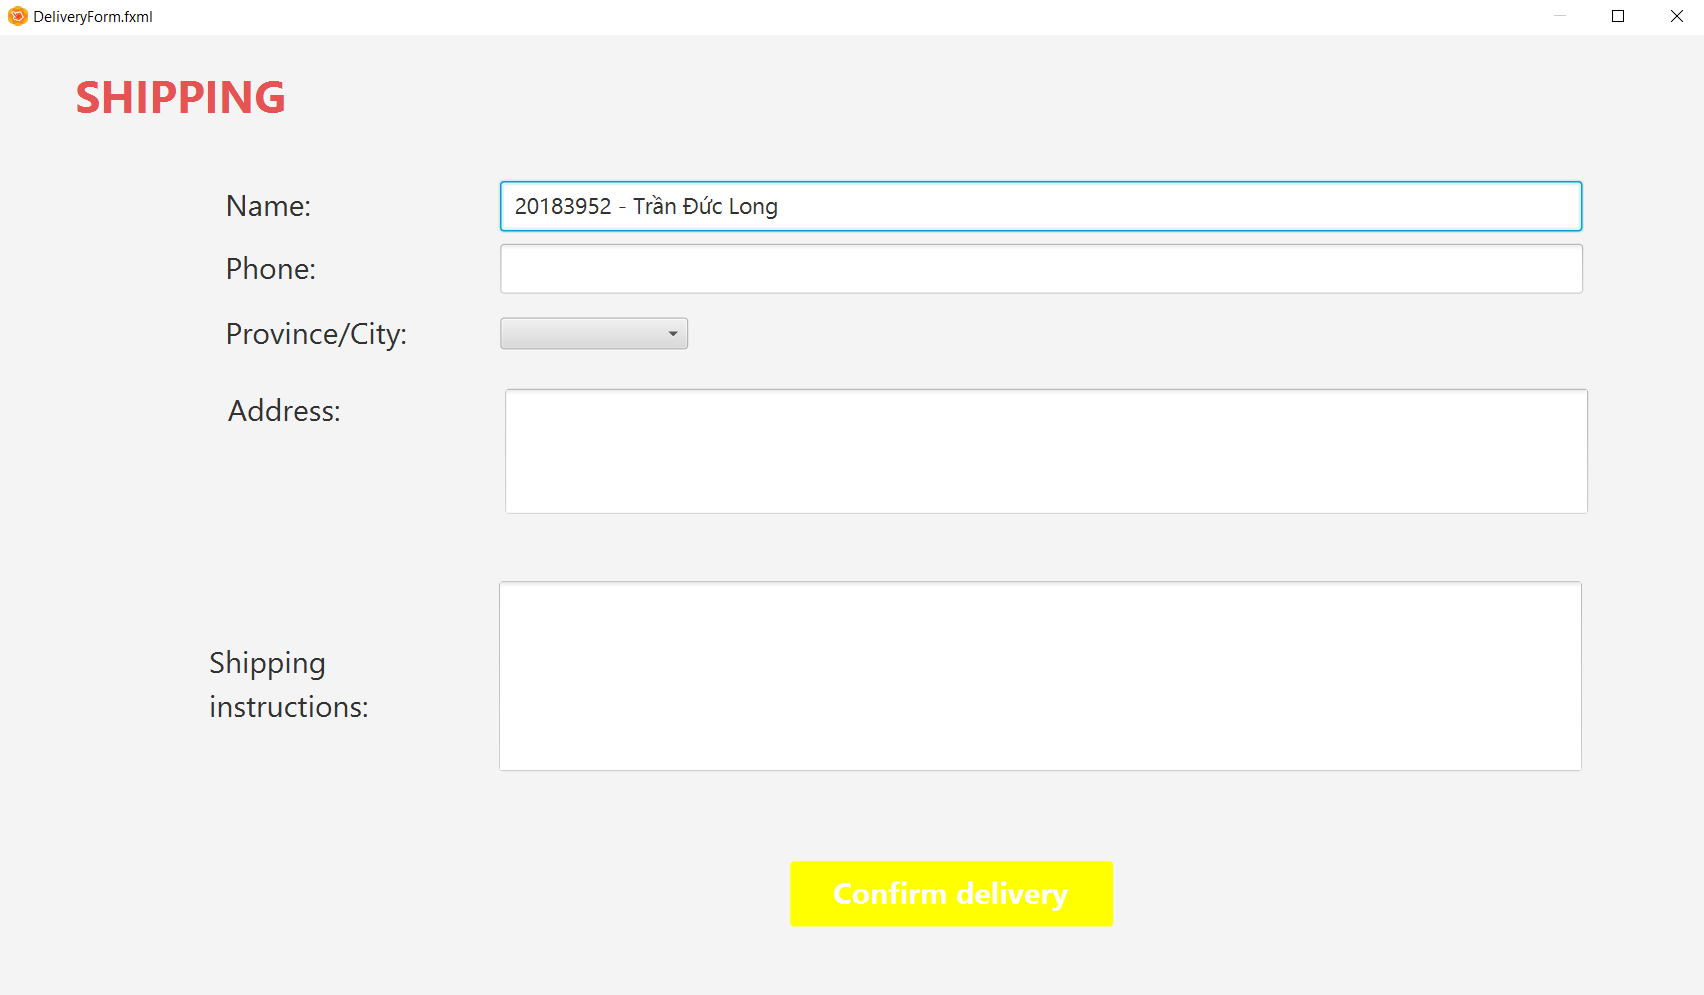 DeliveryForm.fxml
SHIPPING
Name:
20183952 - Trần Đức Long
Phone:
Province/City:
Address:
Shipping
instructions:
Confirm delivery